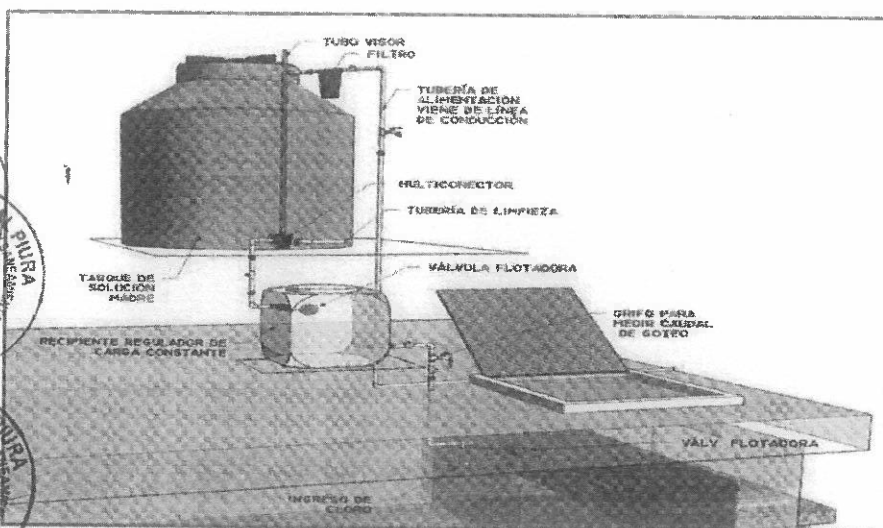 TUBO VISOR
FILTRO
TUBERÍA DE
ALIMENTACIÓN
VIENE DE LÍNEA
DE CONDUCCIÓN
MULTICONECTOR
TUBERÍA DE LIMPIEZA
TANQUE DE
SOLUCIÓN
MADRE
VÁLVULA FLOTADORA
RECIPIENTE REGULADOR DE
CARGA CONSTANTE
GRIFO PARA
MEDIR CAUDAL
DE GOTEO
VÁLV FLOTADORA
INGRESO DE
CLORO
PIURA
PIURA